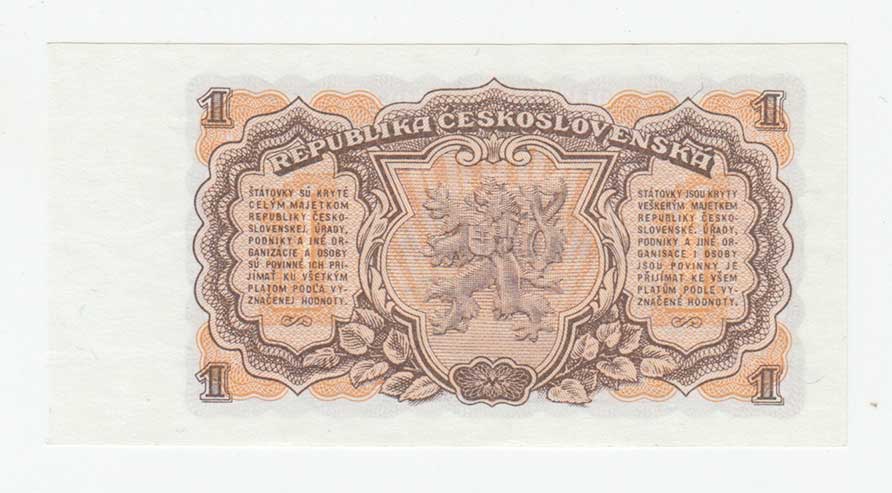 1
1
REPUBLIKA ČESKOSLOVENSKÁ
ŠTÁTOVKY SÚ KRYTÉ
CELÝM MAJETKOM
REPUBLIKY ČESKO-
SLOVENSKEJ. ÚRADY,
PODNIKY A INÉ OR-
GANIZÁCIE A OSOBY
SÚ POVINNÉ ICH PRI-
JÍMAŤ KU VŠETKÝM
PLATOM PODĽA VY-
ZNAČENEJ HODNOTY.
STÁTOVKY JSOU KRYTY
VEŠKERÝM MAJETKEM
REPUBLIKY ČESKO-
SLOVENSKÉ. ÚŘADY,
PODNIKY A JINÉ OR-
GANISACE I OSOBY
JSOU POVINNY JE
PŘIJÍMAT KE VŠEM
PLATŮM PODLE VY-
ZNAČENÉ HODNOTY.
1
1